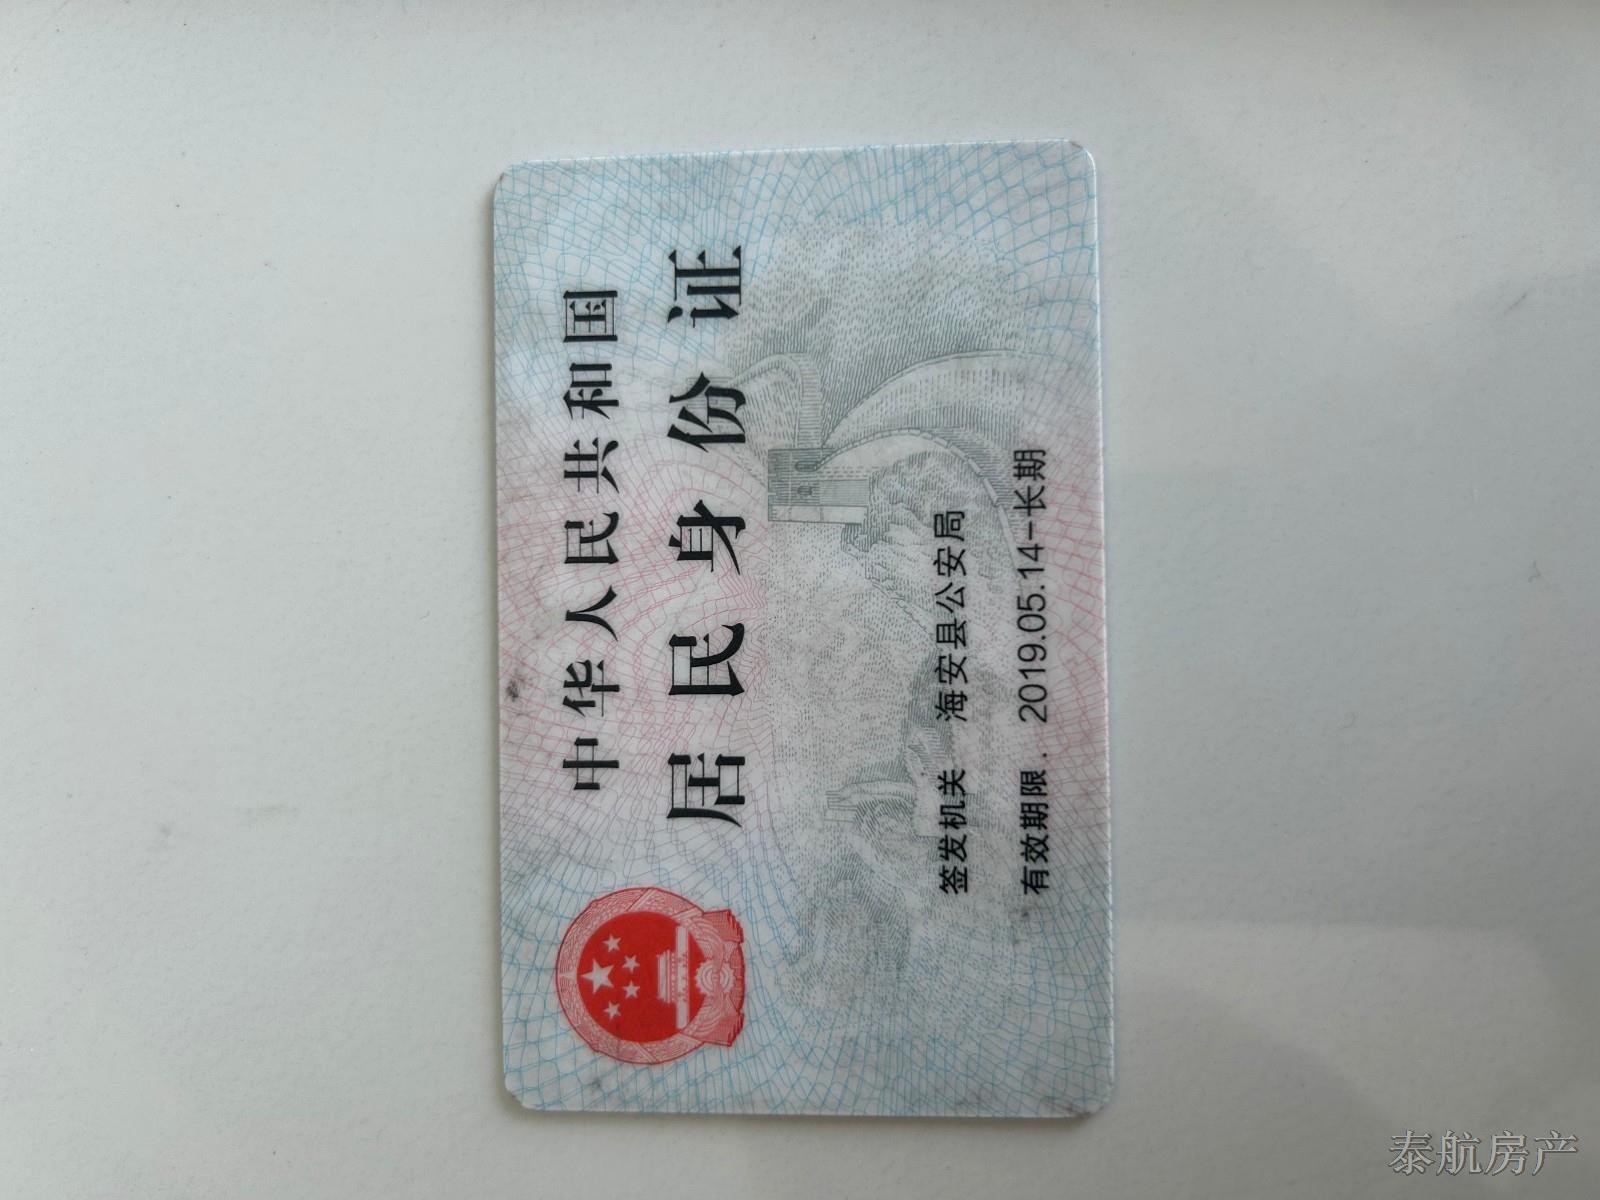 中华人民共和国
居民身份证
签发机关 海安县公安局
有效期限. 2019.05.14-长期
泰航房产